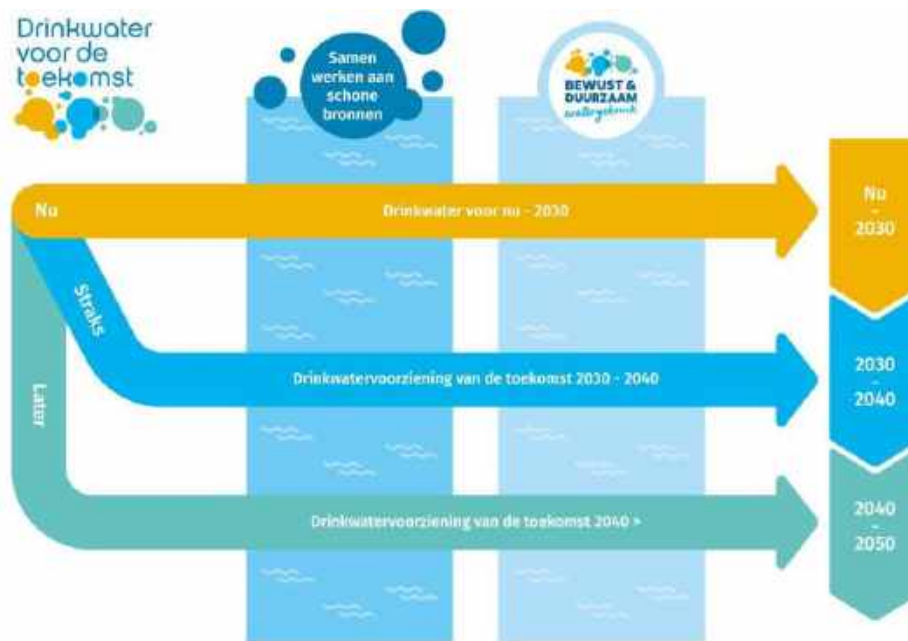 Drinkwater
voor de
toekomst
Samen
werken aan
schone
bronnen
BEWUST &
DUURZAAM
watergebruik
Nu
Drinkwater voor nu - 2030
Nu
-
2030
Straks
Drinkwatervoorziening van de toekomst 2030 - 2040
2030
-
2040
Later
Drinkwatervoorziening van de toekomst 2040 >
2040
-
2050